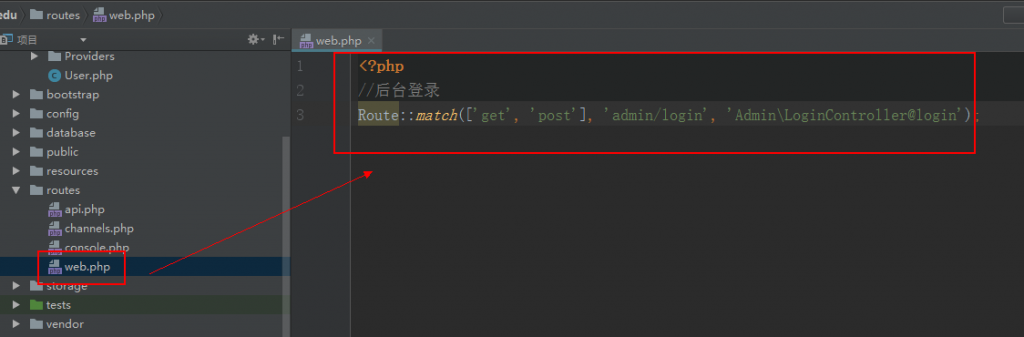 edu routes web.php
项目
web.php
Providers
User.php
bootstrap
config
database
public
resources
routes
api.php
channels.php
console.php
web.php
storage
tests
vendor
1 <?php
2 //后台登录
3 Route::match(['get', 'post'], 'admin/login', 'Admin\LoginController@login');